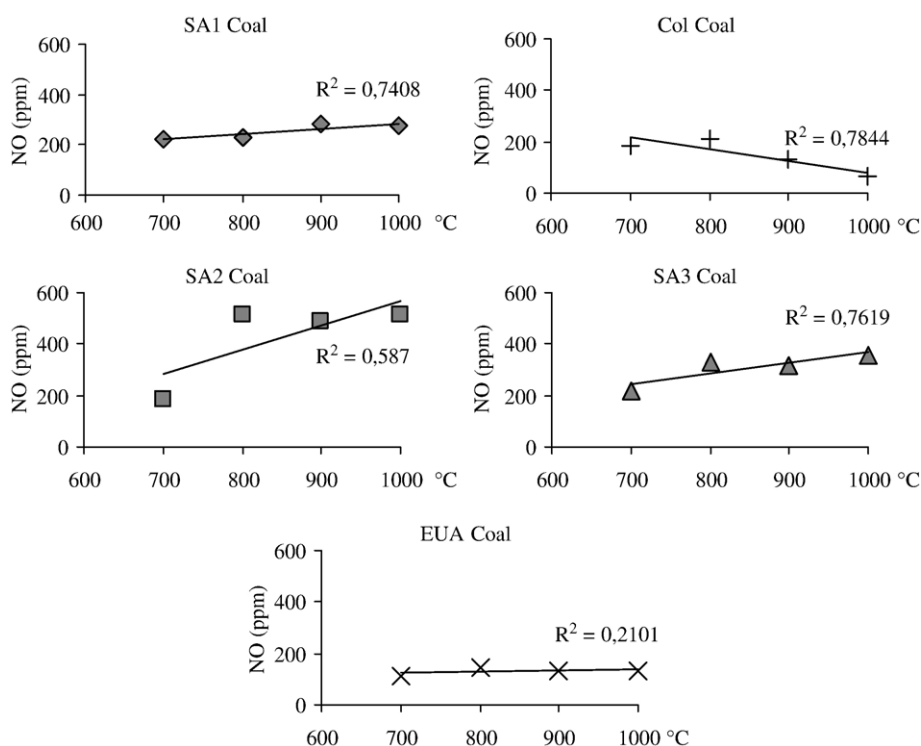 SA1 Coal
600
400
200
0
NO (ppm)
R² = 0,7408
600 700 800 900 1000 °C
Col Coal
600
400
200
0
NO (ppm)
R² = 0,7844
600 700 800 900 1000 °C
SA2 Coal
600
400
200
0
NO (ppm)
R² = 0,587
600 700 800 900 1000 °C
SA3 Coal
600
400
200
0
NO (ppm)
R² = 0,7619
600 700 800 900 1000 °C
EUA Coal
600
400
200
0
NO (ppm)
R² = 0,2101
600 700 800 900 1000 °C